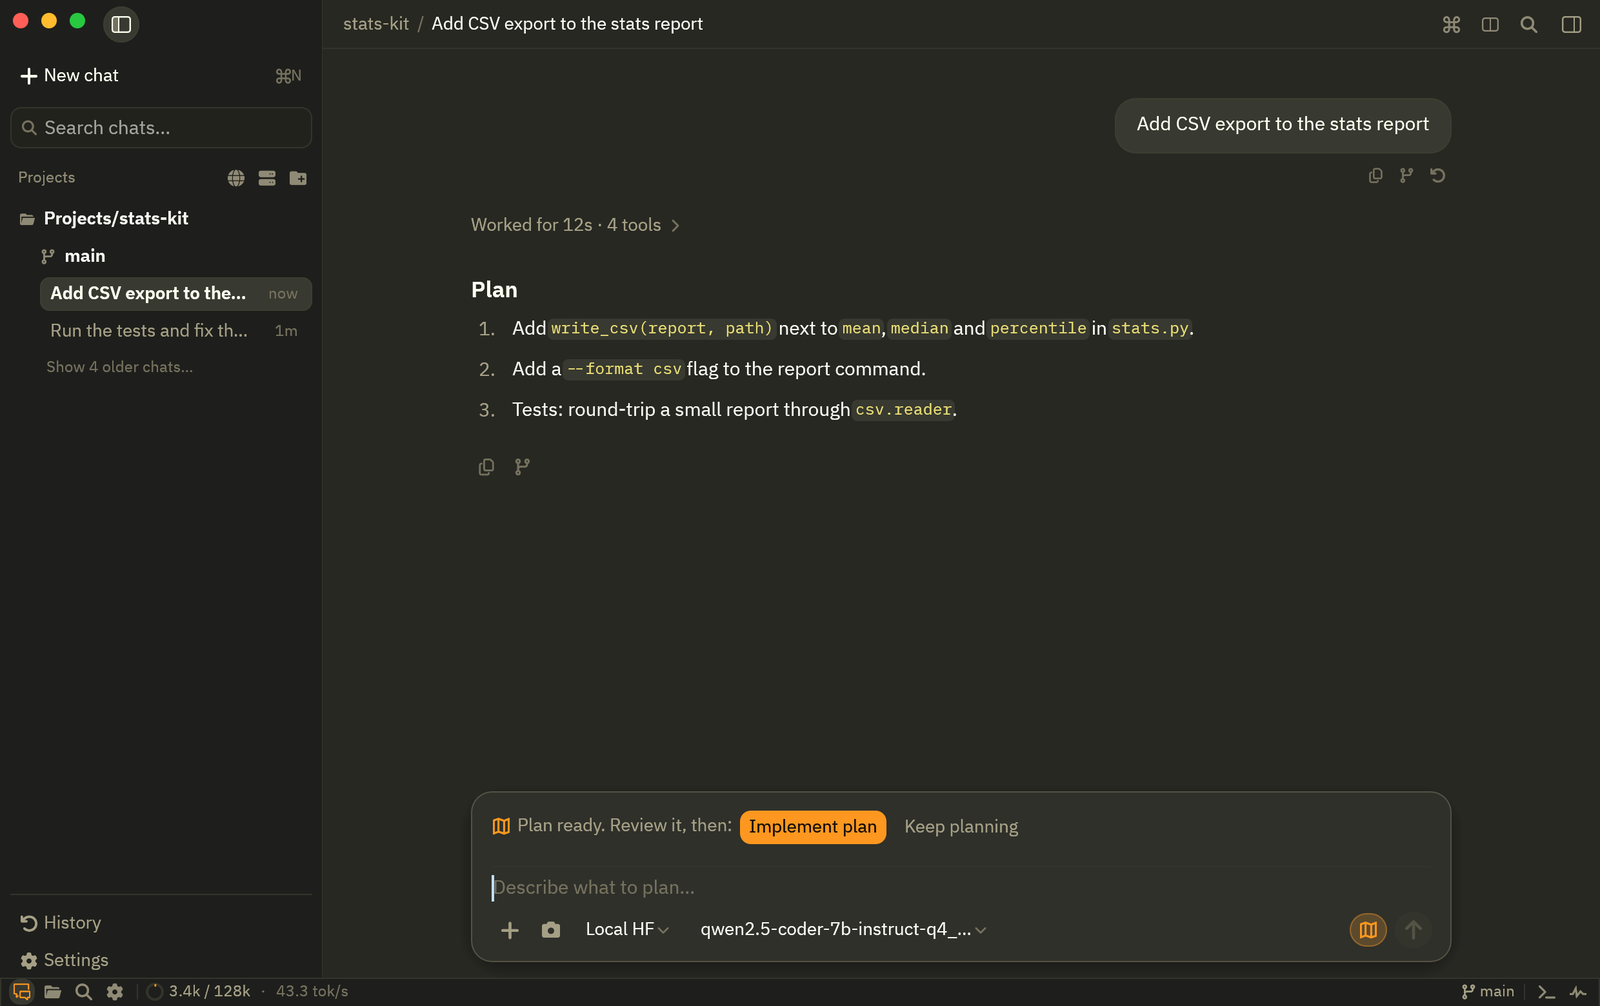 stats-kit / Add CSV export to the stats report
New chat ⌘N
Search chats...
Projects
Projects/stats-kit
main
Add CSV export to the... now
Run the tests and fix th... 1m
Show 4 older chats...
History
Settings
Add CSV export to the stats report
Worked for 12s · 4 tools
Plan
1. Add write_csv(report, path) next to mean, median and percentile in stats.py.
2. Add a --format csv flag to the report command.
3. Tests: round-trip a small report through csv.reader.
Plan ready. Review it, then: Implement plan Keep planning
Describe what to plan...
Local HF qwen2.5-coder-7b-instruct-q4_...
3.4k / 128k · 43.3 tok/s main